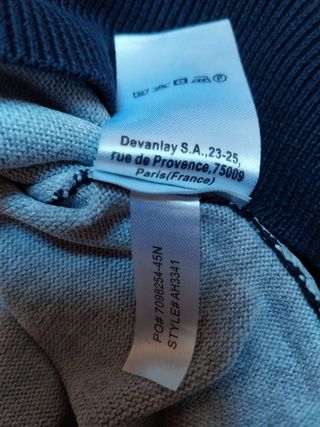 Devanlay S.A.,23-25,
rue de Provence,75009
Paris(France)
PO# 7098254-45N
STYLE#AH3341